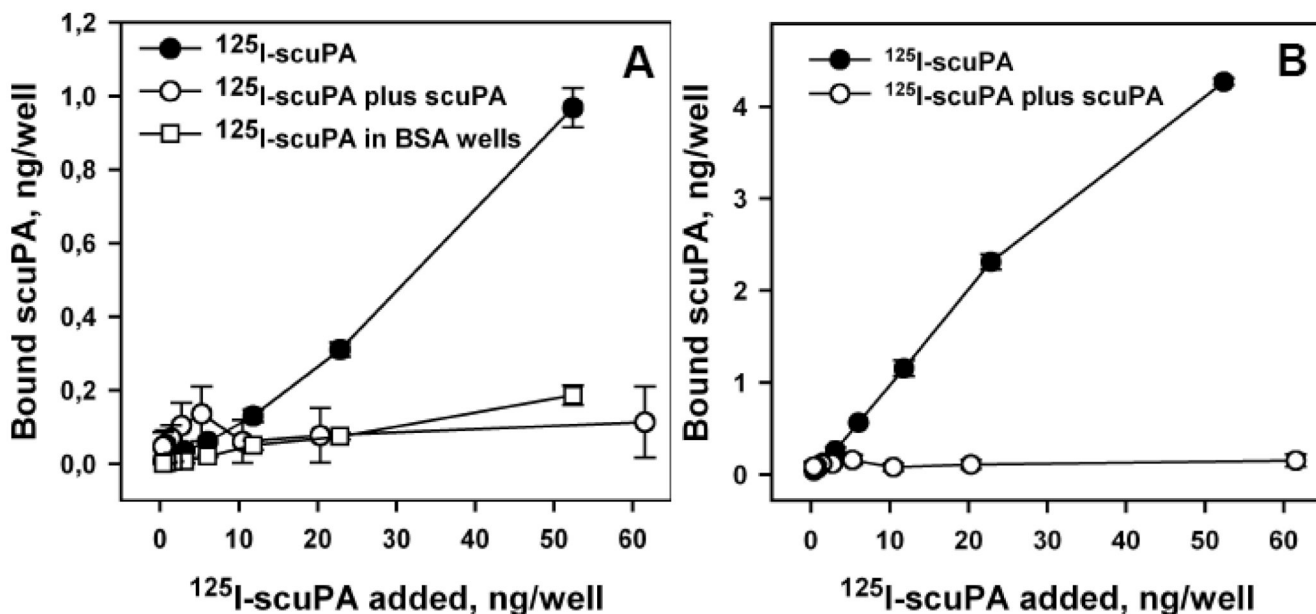 A
¹²⁵I-scuPA
¹²⁵I-scuPA plus scuPA
¹²⁵I-scuPA in BSA wells
Bound scuPA, ng/well
1,2
1,0
0,8
0,6
0,4
0,2
0,0
0 10 20 30 40 50 60
¹²⁵I-scuPA added, ng/well
B
¹²⁵I-scuPA
¹²⁵I-scuPA plus scuPA
Bound scuPA, ng/well
4
3
2
1
0
0 10 20 30 40 50 60
¹²⁵I-scuPA added, ng/well